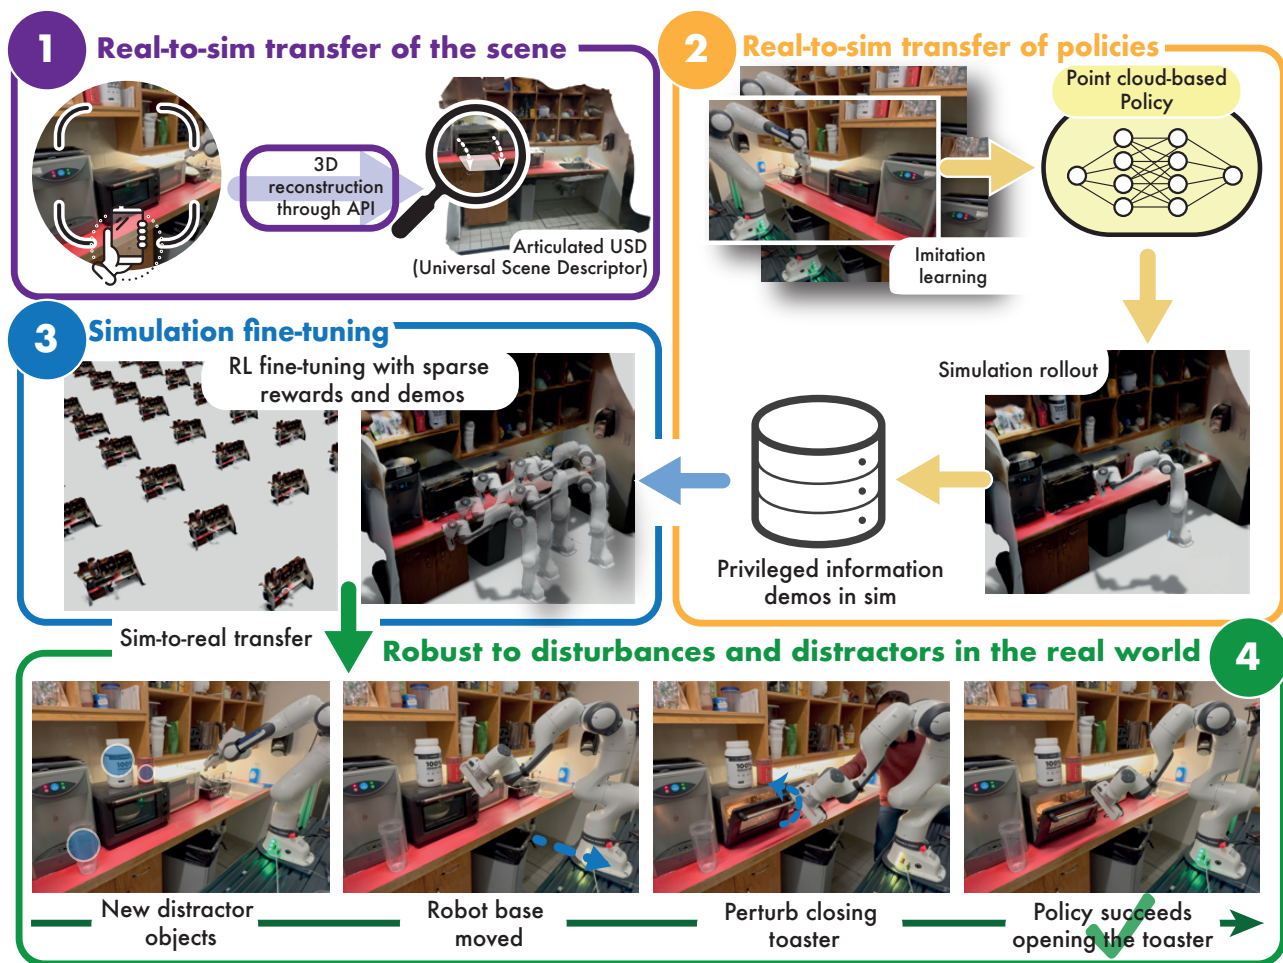 1
Real-to-sim transfer of the scene
3D
reconstruction
through API
Articulated USD
(Universal Scene Descriptor)
2
Real-to-sim transfer of policies
Imitation
learning
Point cloud-based
Policy
Simulation rollout
Privileged information
demos in sim
3
Simulation fine-tuning
RL fine-tuning with sparse
rewards and demos
Sim-to-real transfer
Robust to disturbances and distractors in the real world
4
100%
New distractor
objects
Robot base
moved
Perturb closing
toaster
Policy succeeds
opening the toaster